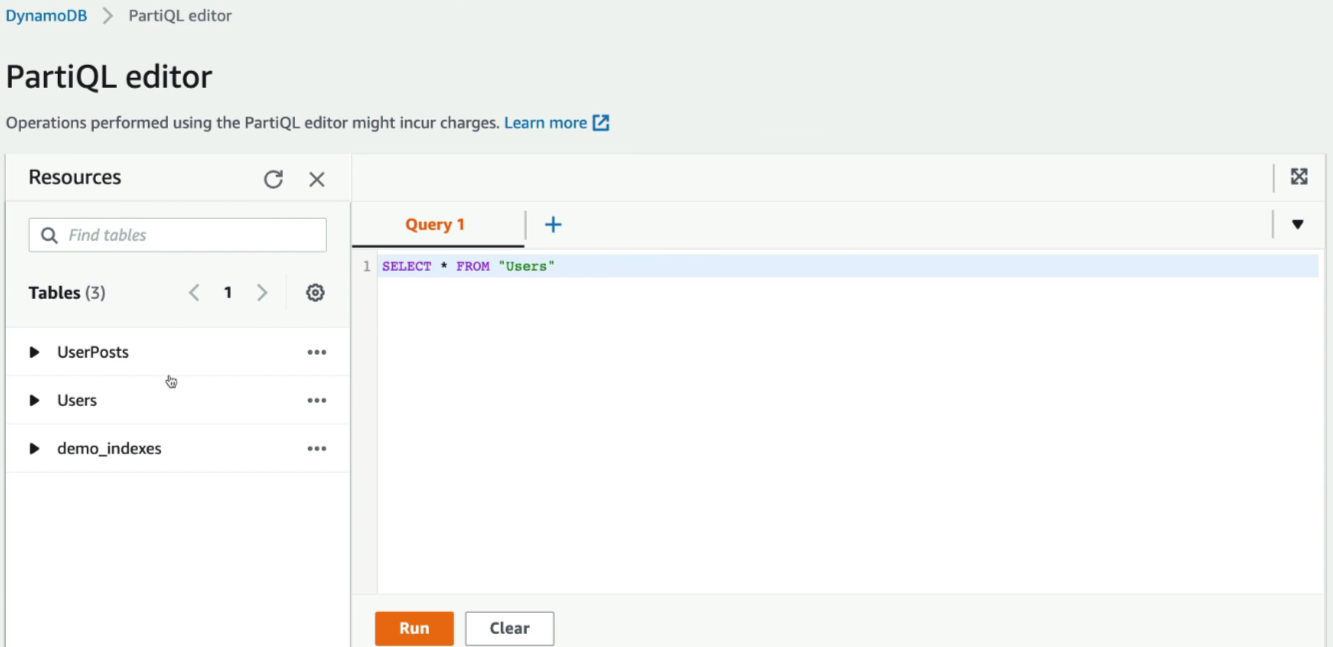 DynamoDB > PartiQL editor
PartiQL editor
Operations performed using the PartiQL editor might incur charges. Learn more
Resources
Find tables
Tables (3) < 1 >
UserPosts
Users
demo_indexes
Query 1 +
1 SELECT * FROM "Users"
Run Clear